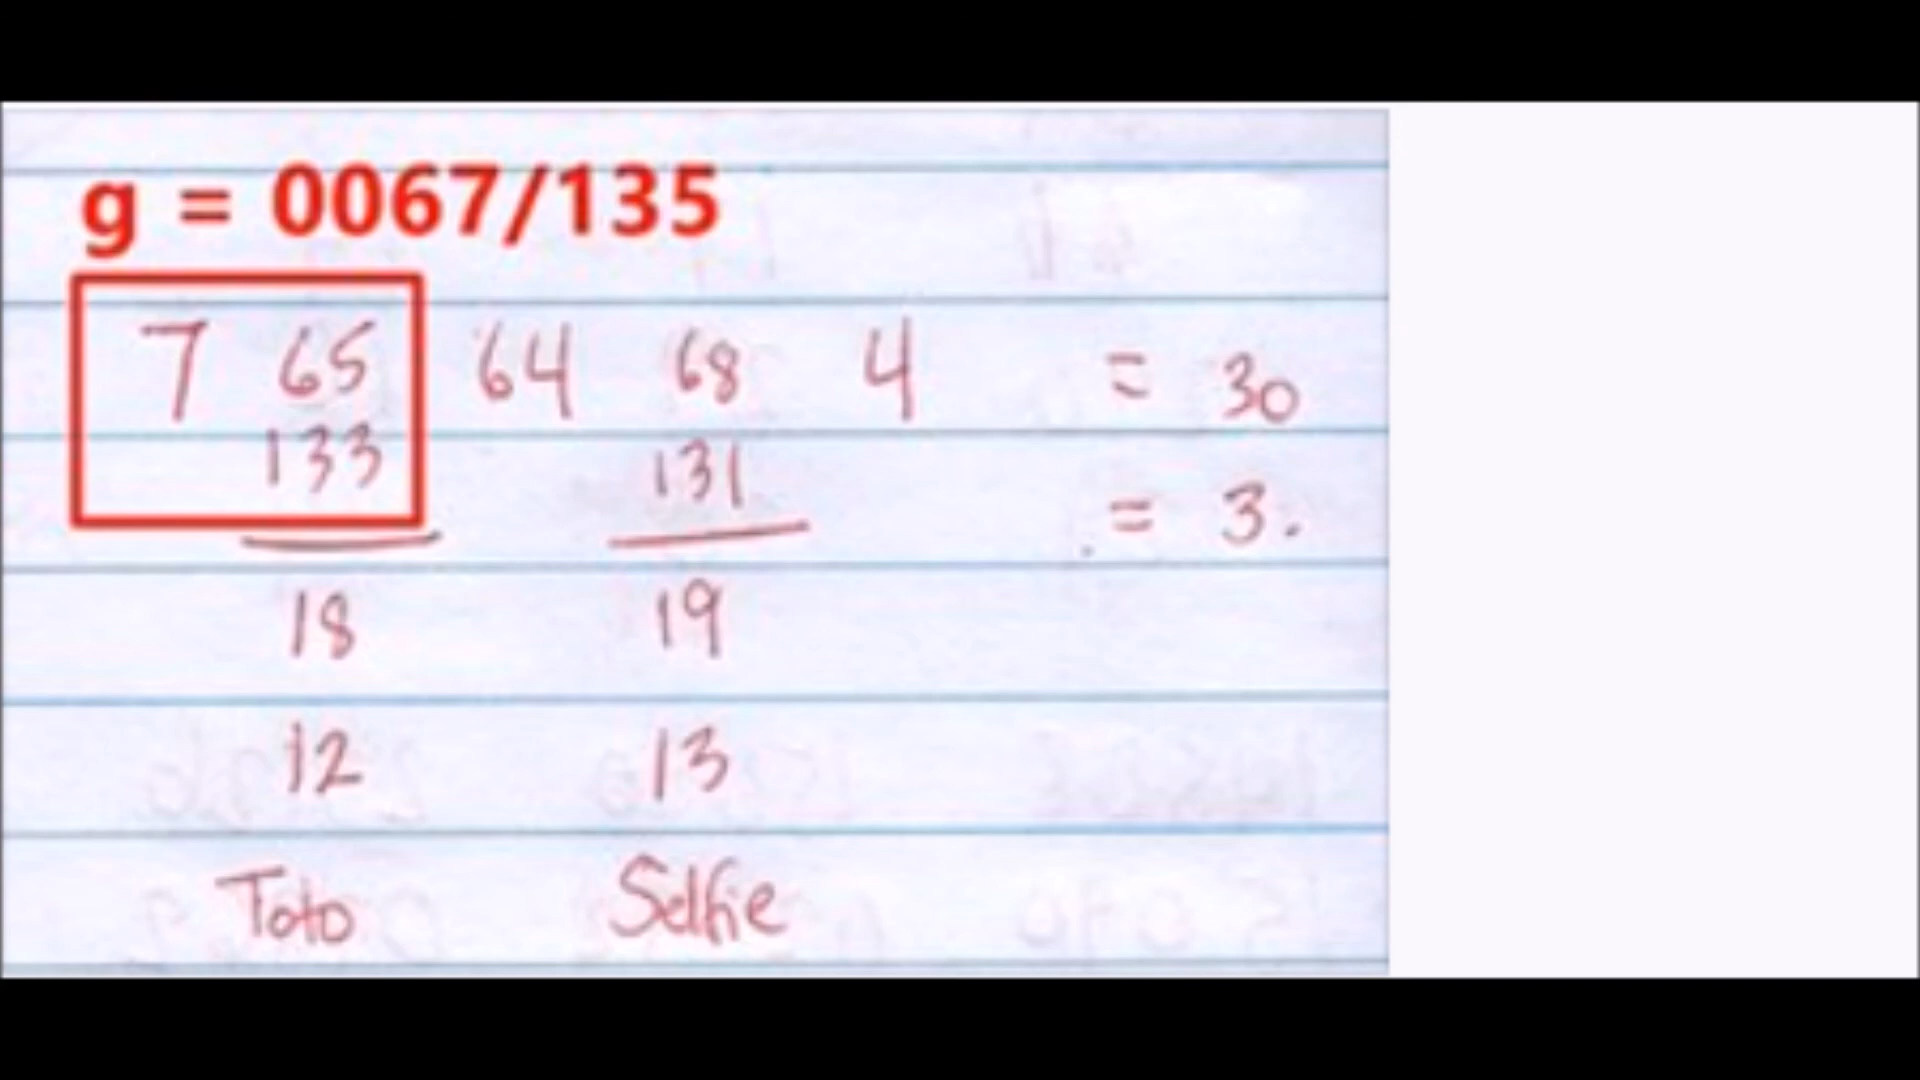 g = 0067/135
7 65 64 68 4 = 30
133 131 = 3.
18 19
12 13
Toto Selfie